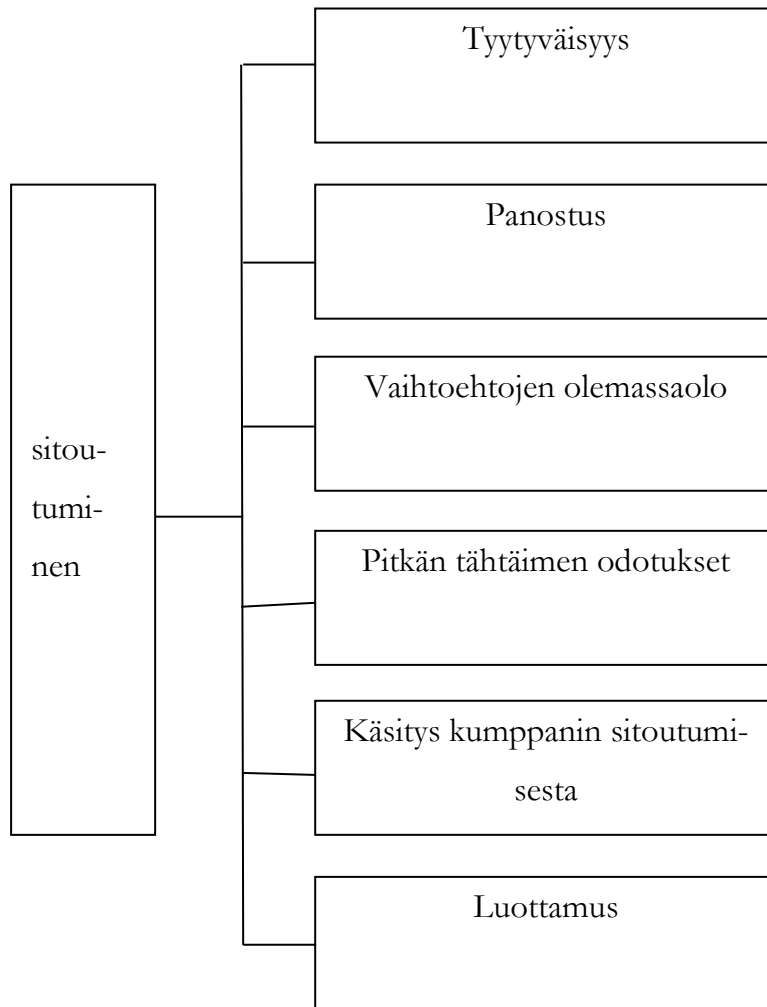 Tyytyväisyys
Panostus
Vaihtoehtojen olemassaolo
sitou-
tumi-
nen
Pitkän tähtäimen odotukset
Käsitys kumppanin sitoutumi-
sesta
Luottamus